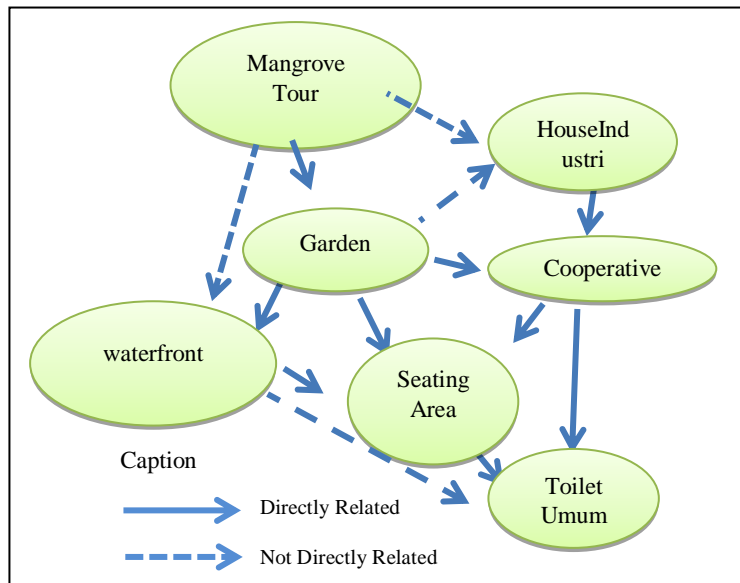 Mangrove
Tour
HouseInd
ustri
Garden
Cooperative
waterfront
Seating
Area
Caption
Toilet
Umum
Directly Related
Not Directly Related